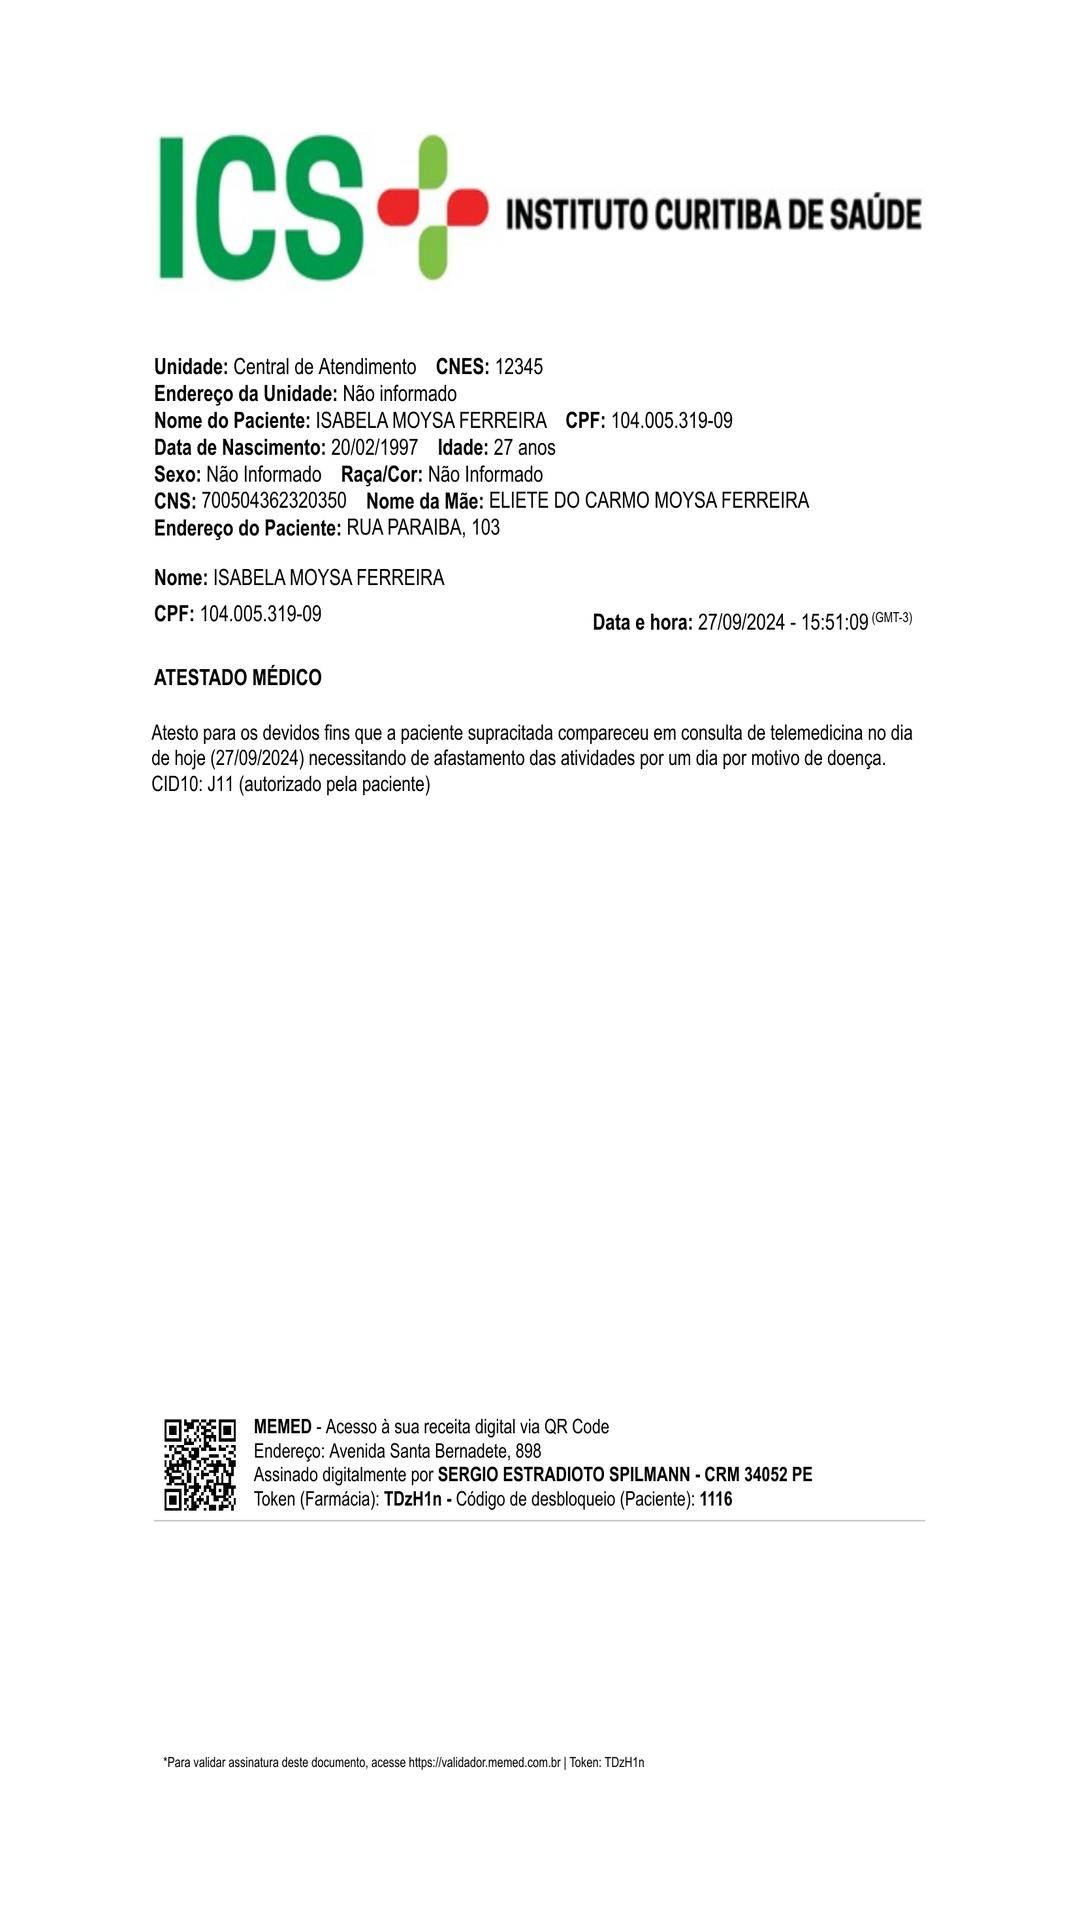 ICS INSTITUTO CURITIBA DE SAÚDE
Unidade: Central de Atendimento CNES: 12345
Endereço da Unidade: Não informado
Nome do Paciente: ISABELA MOYSA FERREIRA CPF: 104.005.319-09
Data de Nascimento: 20/02/1997 Idade: 27 anos
Sexo: Não Informado Raça/Cor: Não Informado
CNS: 700504362320350 Nome da Mãe: ELIETE DO CARMO MOYSA FERREIRA
Endereço do Paciente: RUA PARAIBA, 103
Nome: ISABELA MOYSA FERREIRA
CPF: 104.005.319-09
Data e hora: 27/09/2024 - 15:51:09 (GMT-3)
ATESTADO MÉDICO
Atesto para os devidos fins que a paciente supracitada compareceu em consulta de telemedicina no dia
de hoje (27/09/2024) necessitando de afastamento das atividades por um dia por motivo de doença.
CID10: J11 (autorizado pela paciente)
MEMED - Acesso à sua receita digital via QR Code
Endereço: Avenida Santa Bernadete, 898
Assinado digitalmente por SERGIO ESTRADIOTO SPILMANN - CRM 34052 PE
Token (Farmácia): TDzH1n - Código de desbloqueio (Paciente): 1116
*Para validar assinatura deste documento, acesse https://validador.memed.com.br | Token: TDzH1n